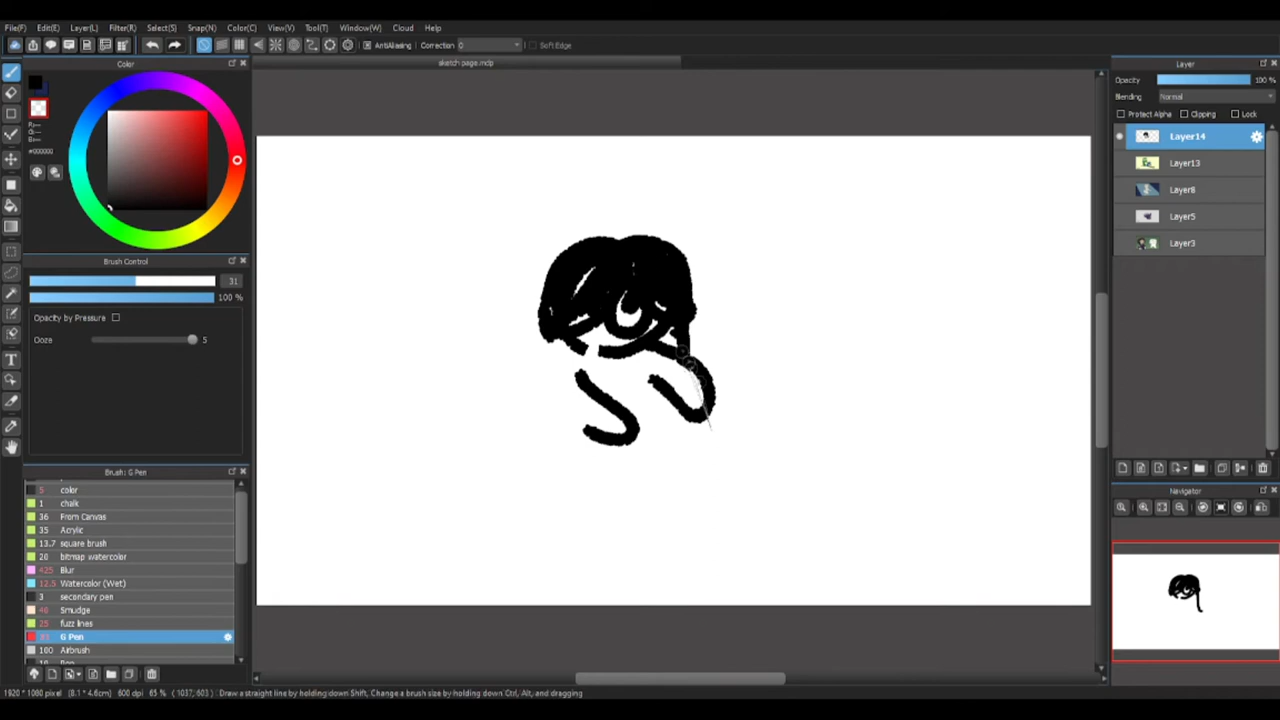 File(F) Edit(E) Layer(L) Filter(R) Select(S) Snap(N) Color(C) View(V) Tool(T) Window(W) Cloud Help
AntiAliasing Correction 0 Soft Edge
Color
sketch page.mdp
Layer
R:--
G:--
B:--
#000000
Opacity 100 %
Blending Normal
Protect Alpha Clipping Lock
Layer14
Layer13
Layer8
Layer5
Layer3
Brush Control
31
100 %
Opacity by Pressure
Ooze 5
Brush: G Pen
5 color
1 chalk
36 From Canvas
35 Acrylic
13.7 square brush
20 bitmap watercolor
425 Blur
12.5 Watercolor (Wet)
3 secondary pen
40 Smudge
25 fuzz lines
31 G Pen
100 Airbrush
Navigator
1920 * 1080 pixel (8.1 * 4.6cm) 600 dpi 65 % ( 1037, 603 ) Draw a straight line by holding down Shift, Change a brush size by holding down Ctrl, Alt, and dragging